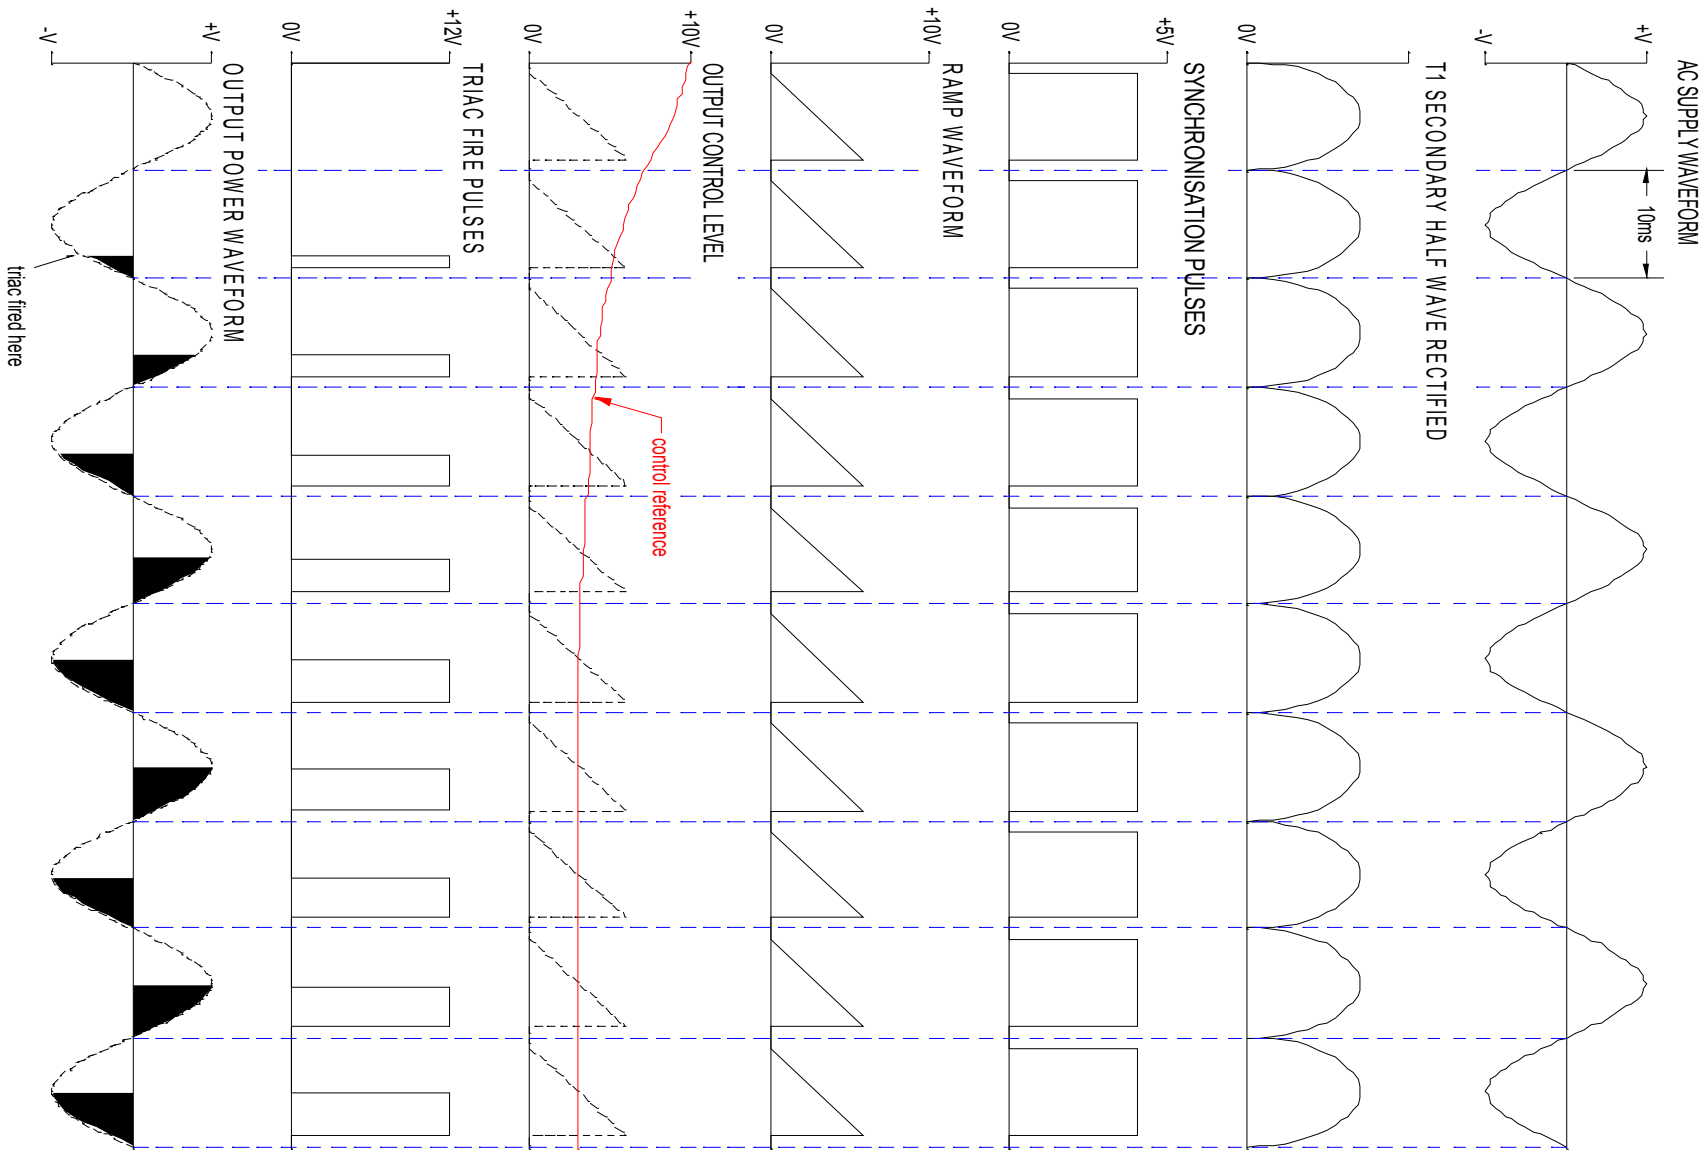 AC SUPPLY WAVEFORM
+V
-V
10ms
T1 SECONDARY HALF WAVE RECTIFIED
0V
SYNCHRONISATION PULSES
+5V
0V
RAMP WAVEFORM
+10V
0V
OUTPUT CONTROL LEVEL
+10V
0V
control reference
TRIAC FIRE PULSES
+12V
0V
OUTPUT POWER WAVEFORM
+V
-V
triac fired here